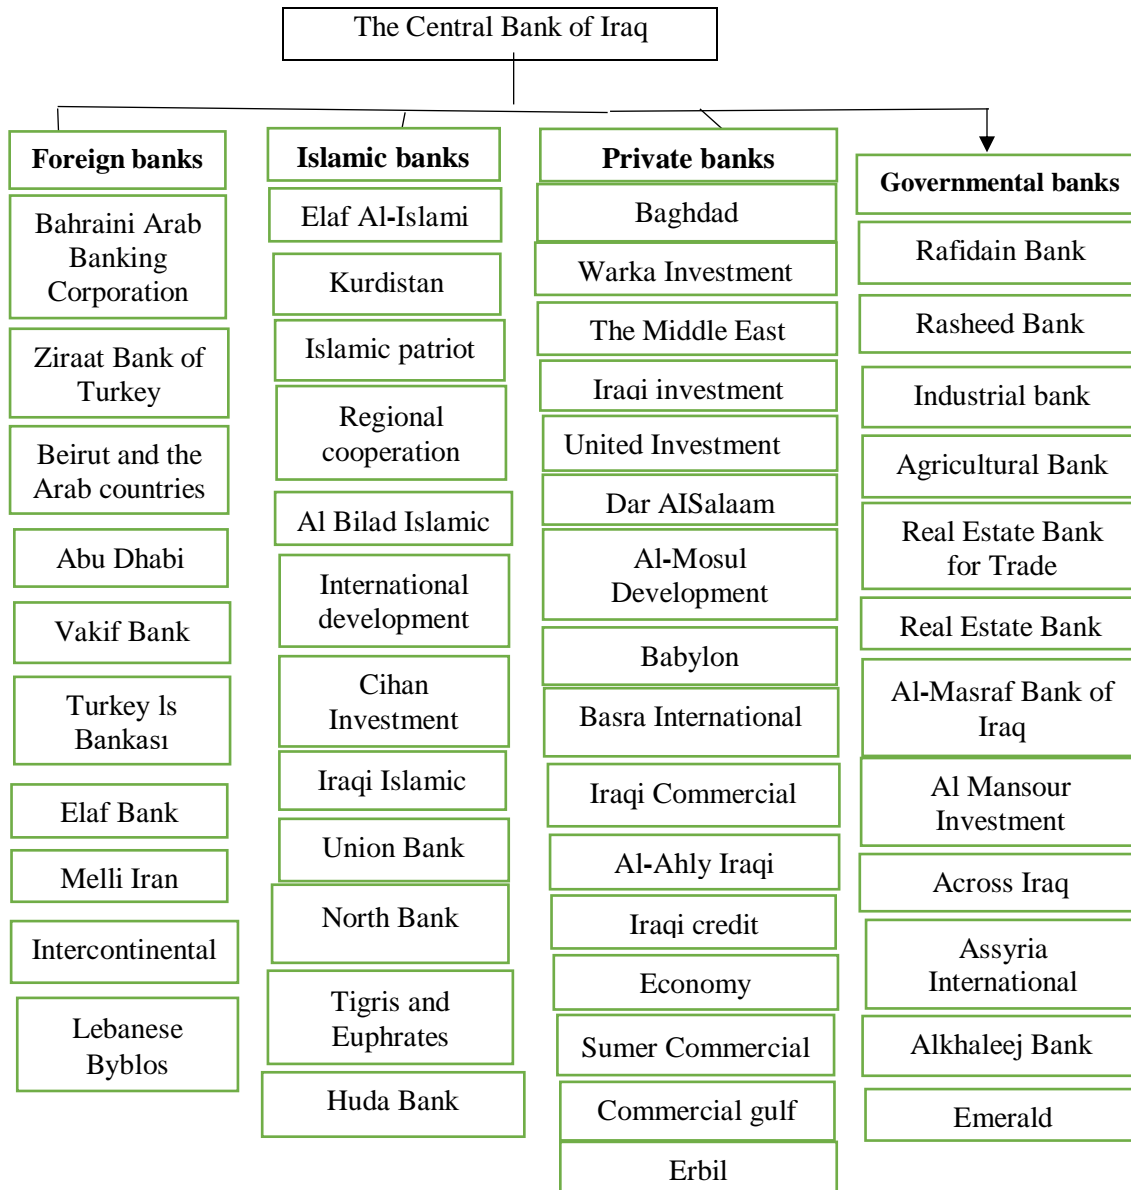 The Central Bank of Iraq
Foreign banks
Bahraini Arab
Banking
Corporation
Ziraat Bank of
Turkey
Beirut and the
Arab countries
Abu Dhabi
Vakif Bank
Turkey ls
Bankası
Elaf Bank
Melli Iran
Intercontinental
Lebanese
Byblos
Islamic banks
Elaf Al-Islami
Kurdistan
Islamic patriot
Regional
cooperation
Al Bilad Islamic
International
development
Cihan
Investment
Iraqi Islamic
Union Bank
North Bank
Tigris and
Euphrates
Huda Bank
Private banks
Baghdad
Warka Investment
The Middle East
Iraqi investment
United Investment
Dar AISalaam
Al-Mosul
Development
Babylon
Basra International
Iraqi Commercial
Al-Ahly Iraqi
Iraqi credit
Economy
Sumer Commercial
Commercial gulf
Erbil
Governmental banks
Rafidain Bank
Rasheed Bank
Industrial bank
Agricultural Bank
Real Estate Bank
for Trade
Real Estate Bank
Al-Masraf Bank of
Iraq
Al Mansour
Investment
Across Iraq
Assyria
International
Alkhaleej Bank
Emerald